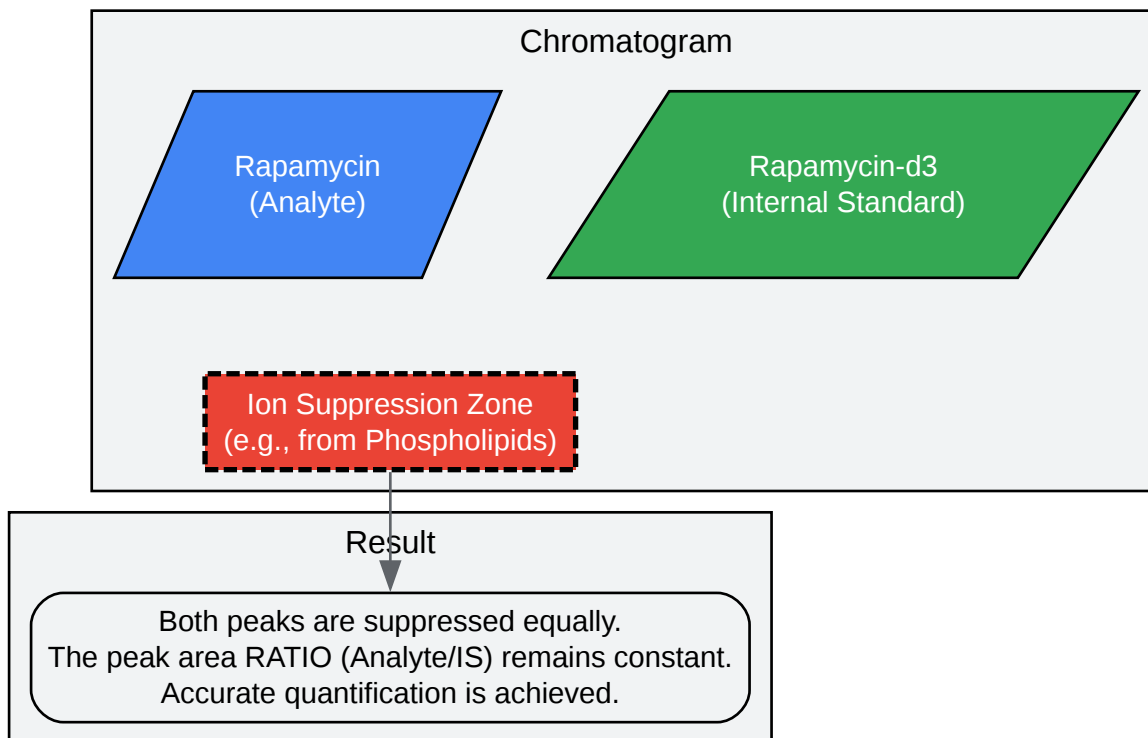 Chromatogram
Rapamycin
(Analyte)
Rapamycin-d3
(Internal Standard)
Ion Suppression Zone
(e.g., from Phospholipids)
Result
Both peaks are suppressed equally.
The peak area RATIO (Analyte/IS) remains constant.
Accurate quantification is achieved.